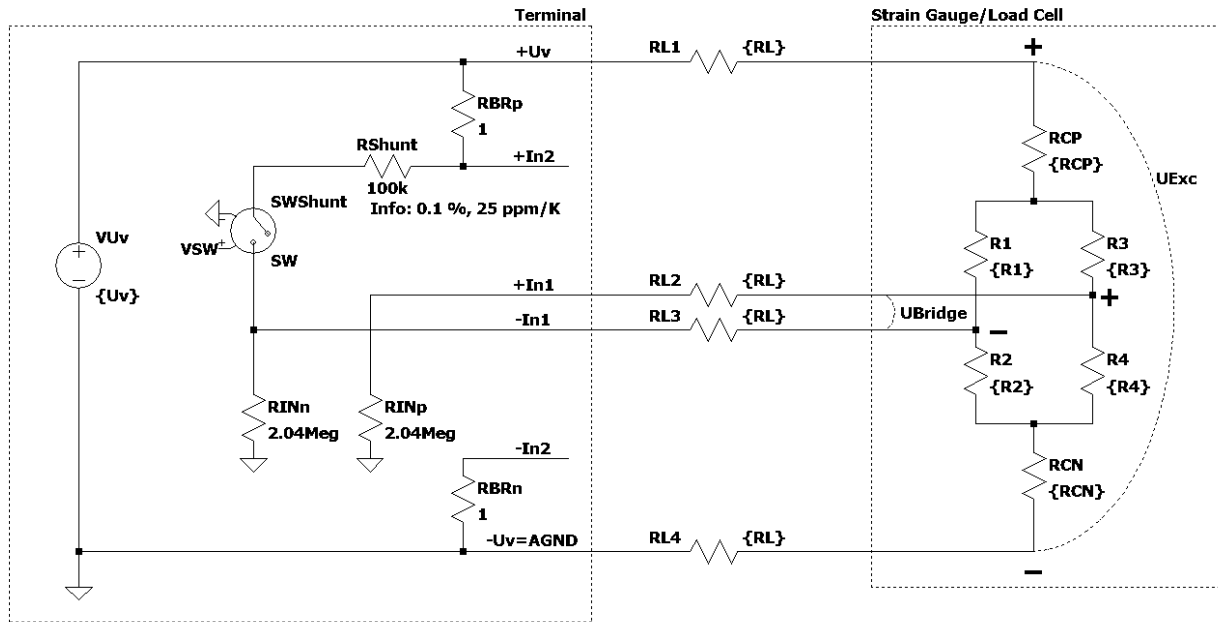 Terminal
Strain Gauge/Load Cell
+Uv
RL1
{RL}
+
RBRp
1
RShunt
+In2
100k
Info: 0.1 %, 25 ppm/K
RCP
{RCP}
UExc
SWShunt
VSW
+
SW
VUv
+
−
{Uv}
R1
{R1}
R3
{R3}
+In1
RL2
{RL}
+
-In1
RL3
{RL}
UBridge
−
R2
{R2}
R4
{R4}
RINn
2.04Meg
RINp
2.04Meg
-In2
RBRn
1
RCN
{RCN}
-Uv=AGND
RL4
{RL}
−